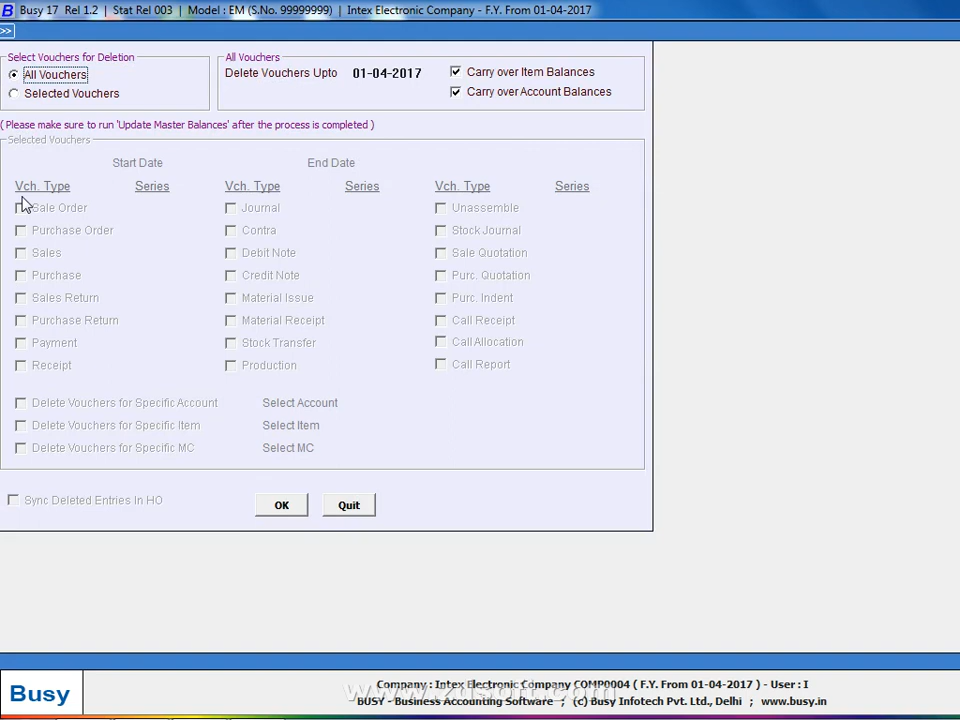 Busy 17 Rel 1.2 | Stat Rel 003 | Model : EM (S.No. 99999999) | Intex Electronic Company - F.Y. From 01-04-2017
>>
Select Vouchers for Deletion
All Vouchers
Selected Vouchers
All Vouchers
Delete Vouchers Upto 01-04-2017
Carry over Item Balances
Carry over Account Balances
( Please make sure to run 'Update Master Balances' after the process is completed )
Selected Vouchers
Start Date End Date
Vch. Type Series Vch. Type Series Vch. Type Series
Sale Order Journal Unassemble
Purchase Order Contra Stock Journal
Sales Debit Note Sale Quotation
Purchase Credit Note Purc. Quotation
Sales Return Material Issue Purc. Indent
Purchase Return Material Receipt Call Receipt
Payment Stock Transfer Call Allocation
Receipt Production Call Report
Delete Vouchers for Specific Account Select Account
Delete Vouchers for Specific Item Select Item
Delete Vouchers for Specific MC Select MC
Sync Deleted Entries In HO
OK Quit
Busy
Company : Intex Electronic Company COMP0004 ( F.Y. From 01-04-2017 ) - User : I
www.zdsoft.com
BUSY - Business Accounting Software ; (c) Busy Infotech Pvt. Ltd., Delhi ; www.busy.in